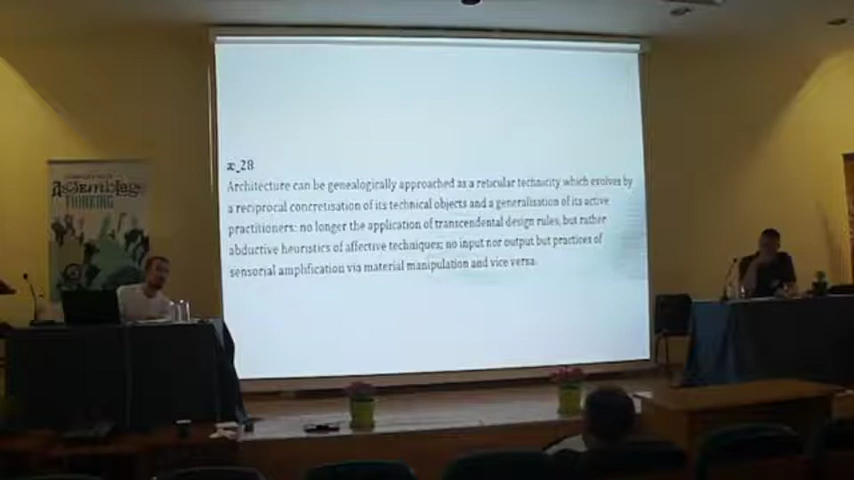 Assemblage
THINKING
x_28
Architecture can be genealogically approached as a reticular technicity which evolves by
a reciprocal concretisation of its technical objects and a generalisation of its active
practitioners: no longer the application of transcendental design rules, but rather
abductive heuristics of affective techniques; no input nor output but practices of
sensorial amplification via material manipulation and vice versa.